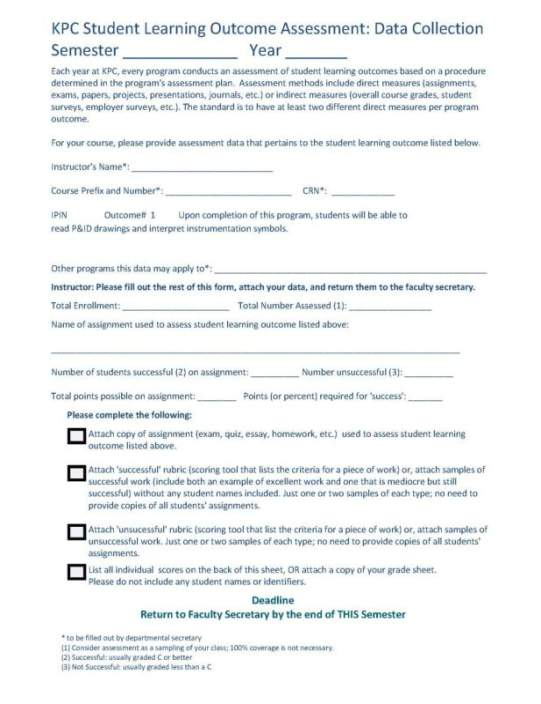 KPC Student Learning Outcome Assessment: Data Collection
Semester ______________ Year ________
Each year at KPC, every program conducts an assessment of student learning outcomes based on a procedure
determined in the program's assessment plan. Assessment methods include direct measures (assignments,
exams, papers, projects, presentations, journals, etc.) or indirect measures (overall course grades, student
surveys, employer surveys, etc.). The standard is to have at least two different direct measures per program
outcome.
For your course, please provide assessment data that pertains to the student learning outcome listed below.
Instructor's Name*: ______________________________
Course Prefix and Number*: ___________________________ CRN*: _____________
IPIN Outcome# 1 Upon completion of this program, students will be able to
read P&ID drawings and interpret instrumentation symbols.
Other programs this data may apply to*: ______________________________________________
Instructor: Please fill out the rest of this form, attach your data, and return them to the faculty secretary.
Total Enrollment: ______________________ Total Number Assessed (1): _________________
Name of assignment used to assess student learning outcome listed above:
______________________________________________________________________
Number of students successful (2) on assignment: __________ Number unsuccessful (3): __________
Total points possible on assignment: ________ Points (or percent) required for 'success': _______
Please complete the following:
Attach copy of assignment (exam, quiz, essay, homework, etc.) used to assess student learning
outcome listed above.
Attach 'successful' rubric (scoring tool that lists the criteria for a piece of work) or, attach samples of
successful work (include both an example of excellent work and one that is mediocre but still
successful) without any student names included. Just one or two samples of each type; no need to
provide copies of all students' assignments.
Attach 'unsucessful' rubric (scoring tool that list the criteria for a piece of work) or, attach samples of
unsuccessful work. Just one or two samples of each type; no need to provide copies of all students'
assignments.
List all individual scores on the back of this sheet, OR attach a copy of your grade sheet.
Please do not include any student names or identifiers.
Deadline
Return to Faculty Secretary by the end of THIS Semester
* to be filled out by departmental secretary
(1) Consider assessment as a sampling of your class; 100% coverage is not necessary.
(2) Successful: usually graded C or better
(3) Not Successful: usually graded less than a C